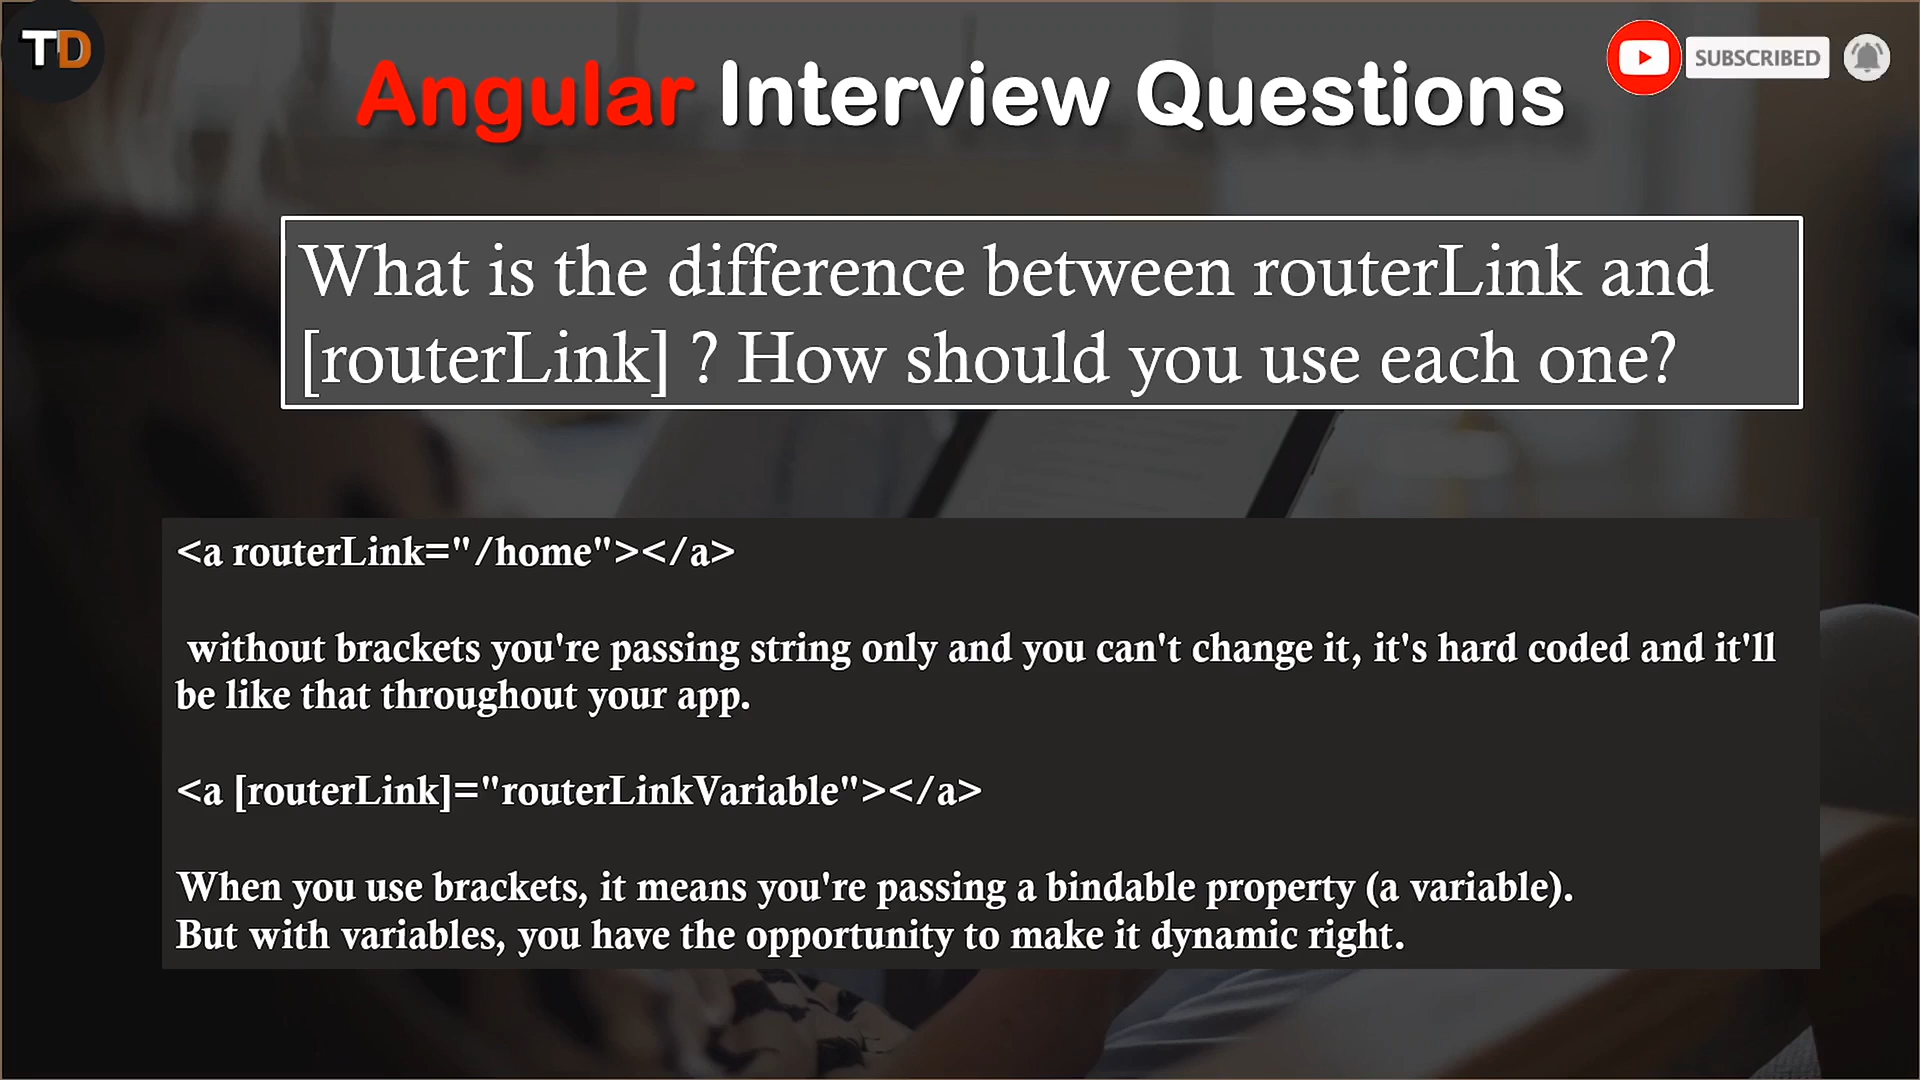 TD
Angular Interview Questions
SUBSCRIBED
What is the difference between routerLink and
[routerLink] ? How should you use each one?
<a routerLink="/home"></a>
without brackets you're passing string only and you can't change it, it's hard coded and it'll
be like that throughout your app.
<a [routerLink]="routerLinkVariable"></a>
When you use brackets, it means you're passing a bindable property (a variable).
But with variables, you have the opportunity to make it dynamic right.